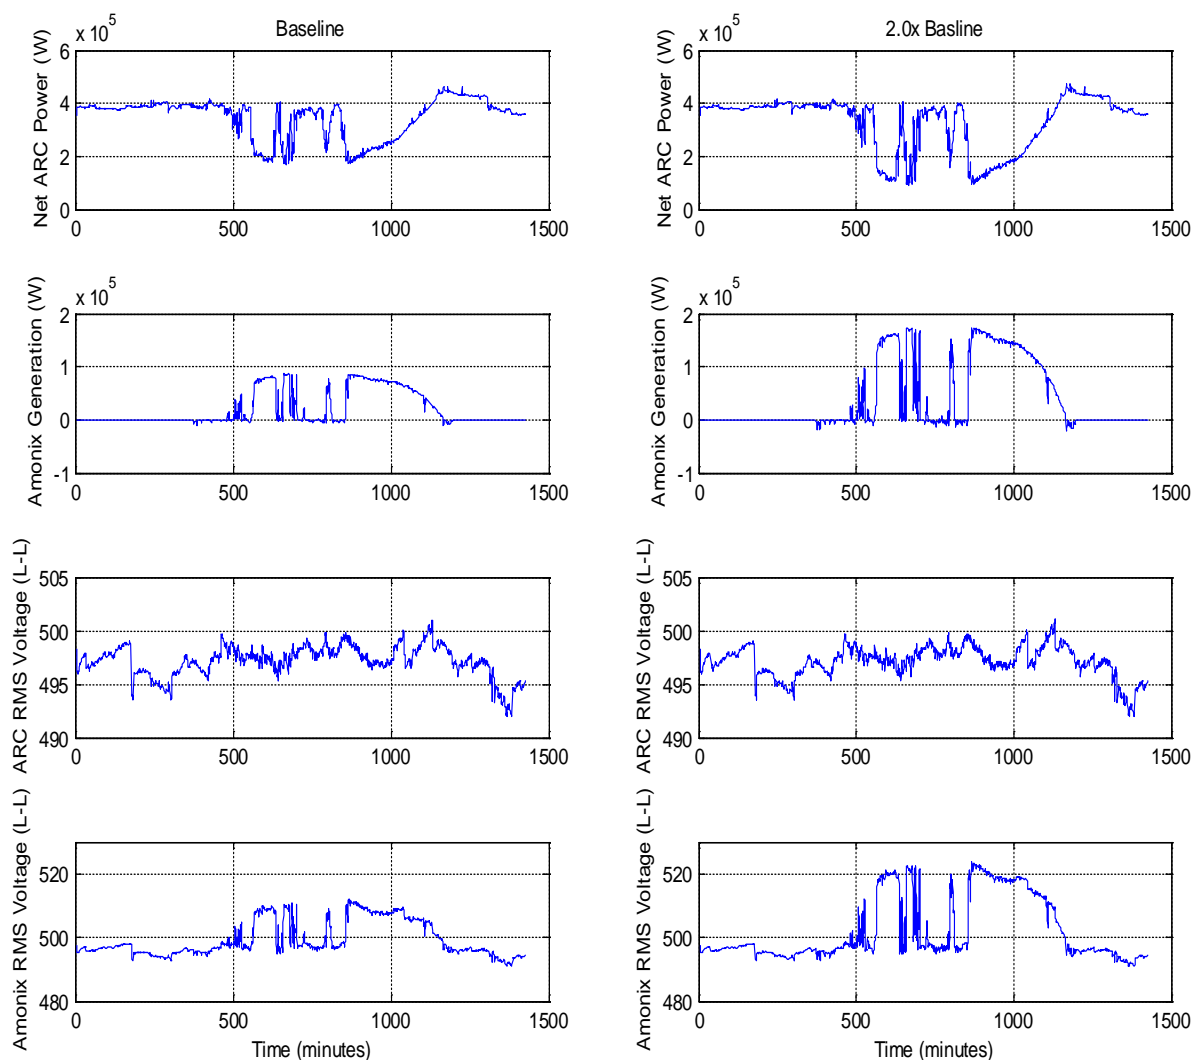 Baseline
x 10^5
Net ARC Power (W)
6
4
2
0
0 500 1000 1500
2.0x Basline
x 10^5
Net ARC Power (W)
6
4
2
0
0 500 1000 1500
x 10^5
Amonix Generation (W)
2
1
0
-1
0 500 1000 1500
x 10^5
Amonix Generation (W)
2
1
0
-1
0 500 1000 1500
ARC RMS Voltage (L-L)
505
500
495
490
0 500 1000 1500
ARC RMS Voltage (L-L)
505
500
495
490
0 500 1000 1500
Amonix RMS Voltage (L-L)
520
500
480
0 500 1000 1500
Time (minutes)
Amonix RMS Voltage (L-L)
520
500
480
0 500 1000 1500
Time (minutes)